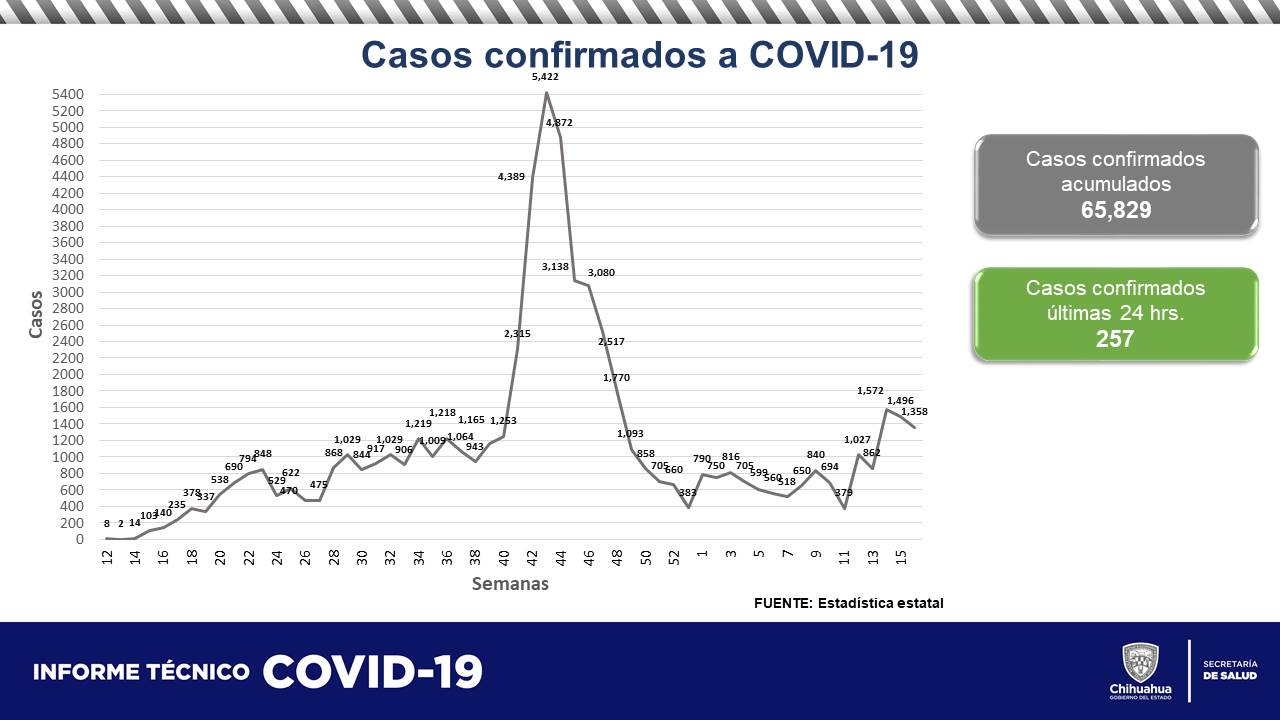 Casos confirmados a COVID-19
Casos
5400
5200
5000
4800
4600
4400
4200
4000
3800
3600
3400
3200
3000
2800
2600
2400
2200
2000
1800
1600
1400
1200
1000
800
600
400
200
0
8 2 14 103 140 235 378 337 538 690 794 848 529 622 470 475 868 1,029 844 917 1,029 906 1,219 1,009 1,218 1,064 1,165 943 1,253 2,315 4,389 5,422 4,872 3,138 3,080 2,517 1,770 1,093 858 705 660 383 790 750 816 705 599 560 518 650 840 694 379 1,027 862 1,572 1,496 1,358
12 14 16 18 20 22 24 26 28 30 32 34 36 38 40 42 44 46 48 50 52 1 3 5 7 9 11 13 15
Semanas
FUENTE: Estadística estatal
Casos confirmados
acumulados
65,829
Casos confirmados
últimas 24 hrs.
257
INFORME TÉCNICO COVID-19
Chihuahua
GOBIERNO DEL ESTADO
SECRETARÍA
DE SALUD